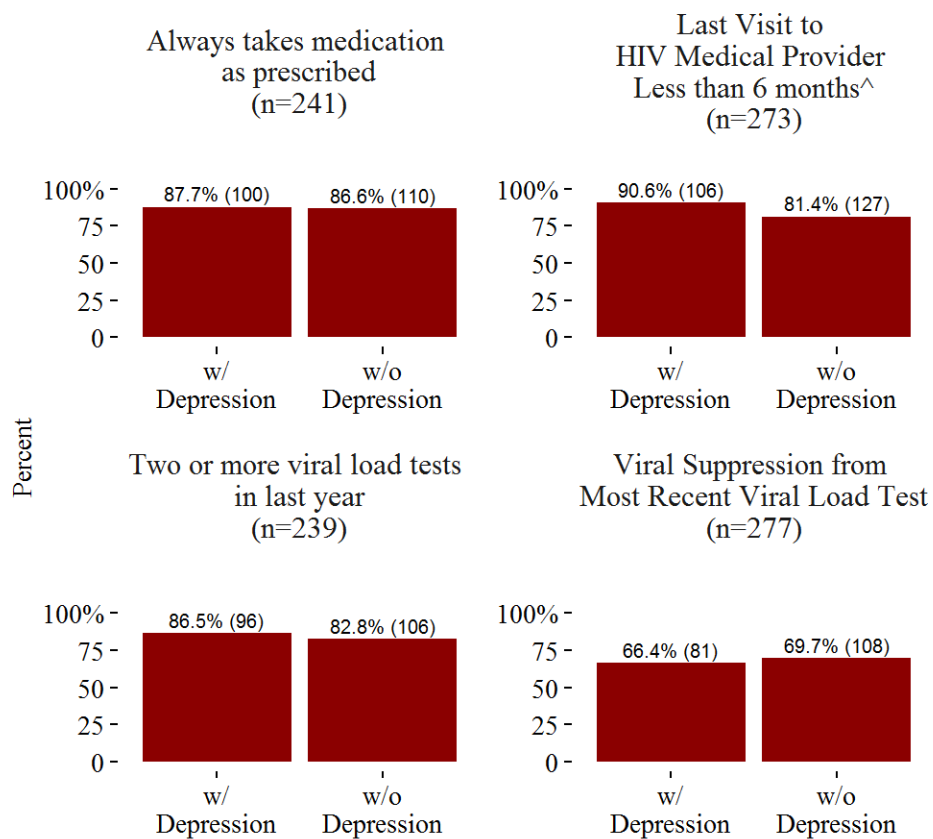 Always takes medication
as prescribed
(n=241)
100%
75
50
25
0
87.7% (100)
86.6% (110)
w/
Depression
w/o
Depression
Last Visit to
HIV Medical Provider
Less than 6 months^
(n=273)
100%
75
50
25
0
90.6% (106)
81.4% (127)
w/
Depression
w/o
Depression
Percent
Two or more viral load tests
in last year
(n=239)
100%
75
50
25
0
86.5% (96)
82.8% (106)
w/
Depression
w/o
Depression
Viral Suppression from
Most Recent Viral Load Test
(n=277)
100%
75
50
25
0
66.4% (81)
69.7% (108)
w/
Depression
w/o
Depression